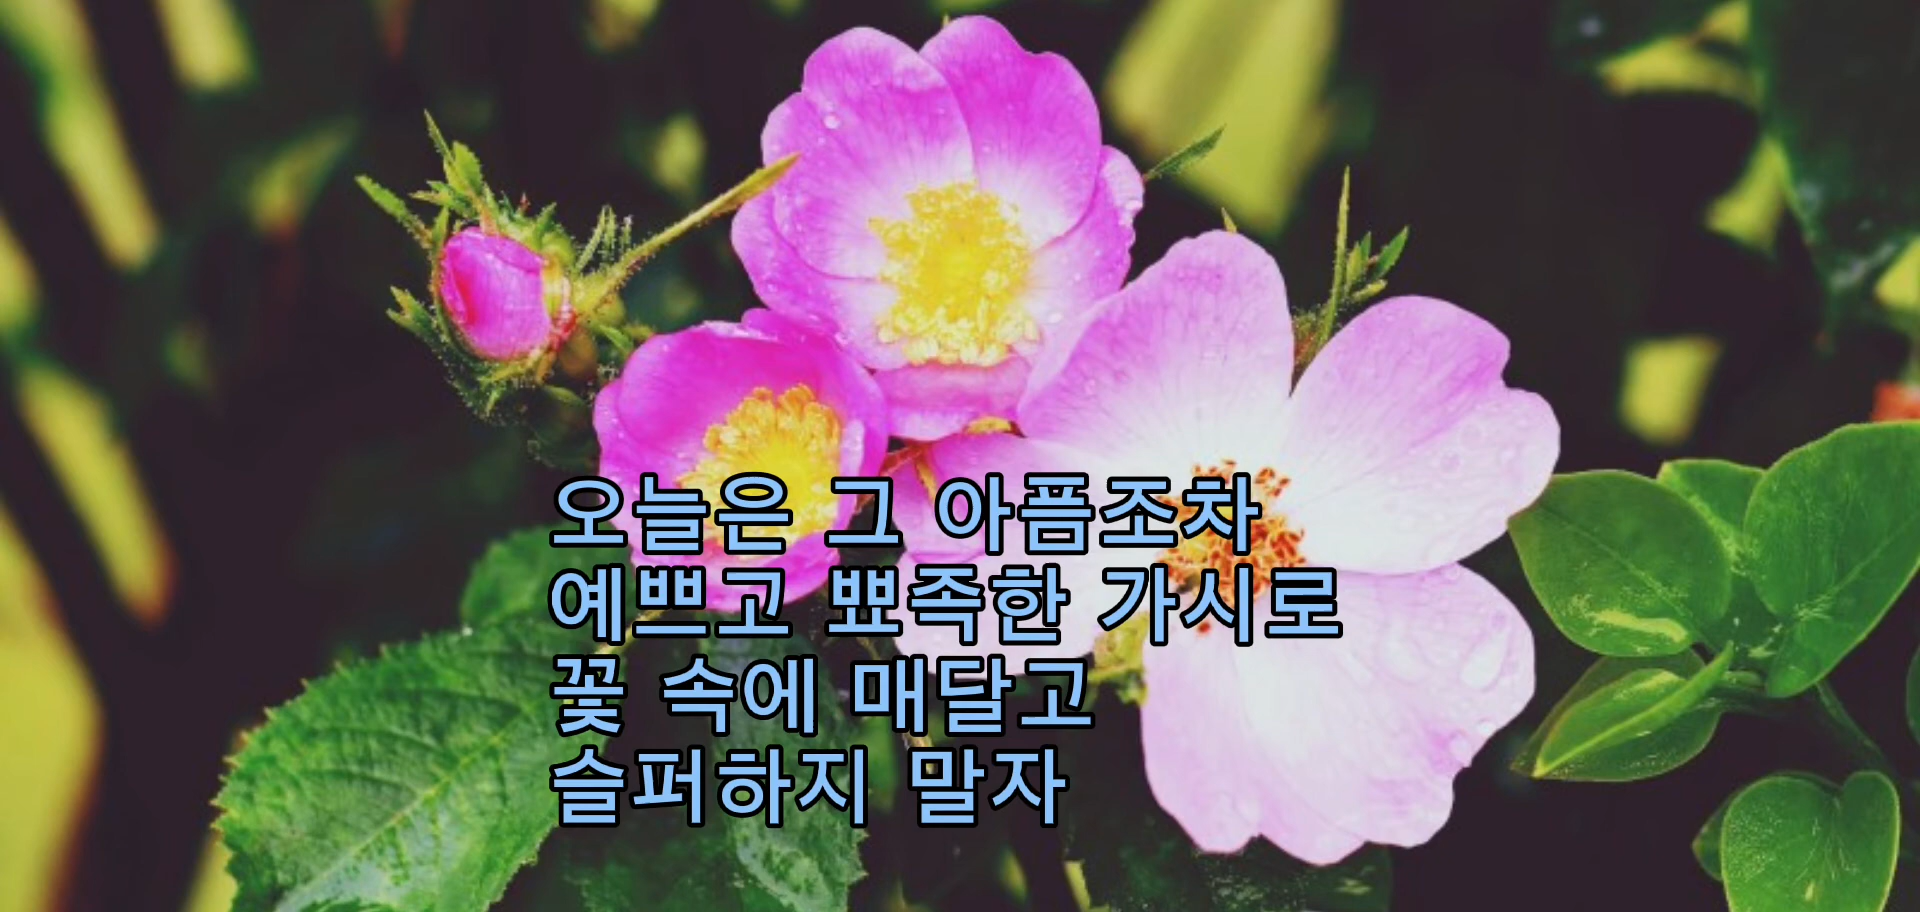 오늘은 그 아픔조차
예쁘고 뾰족한 가시로
꽃 속에 매달고
슬퍼하지 말자